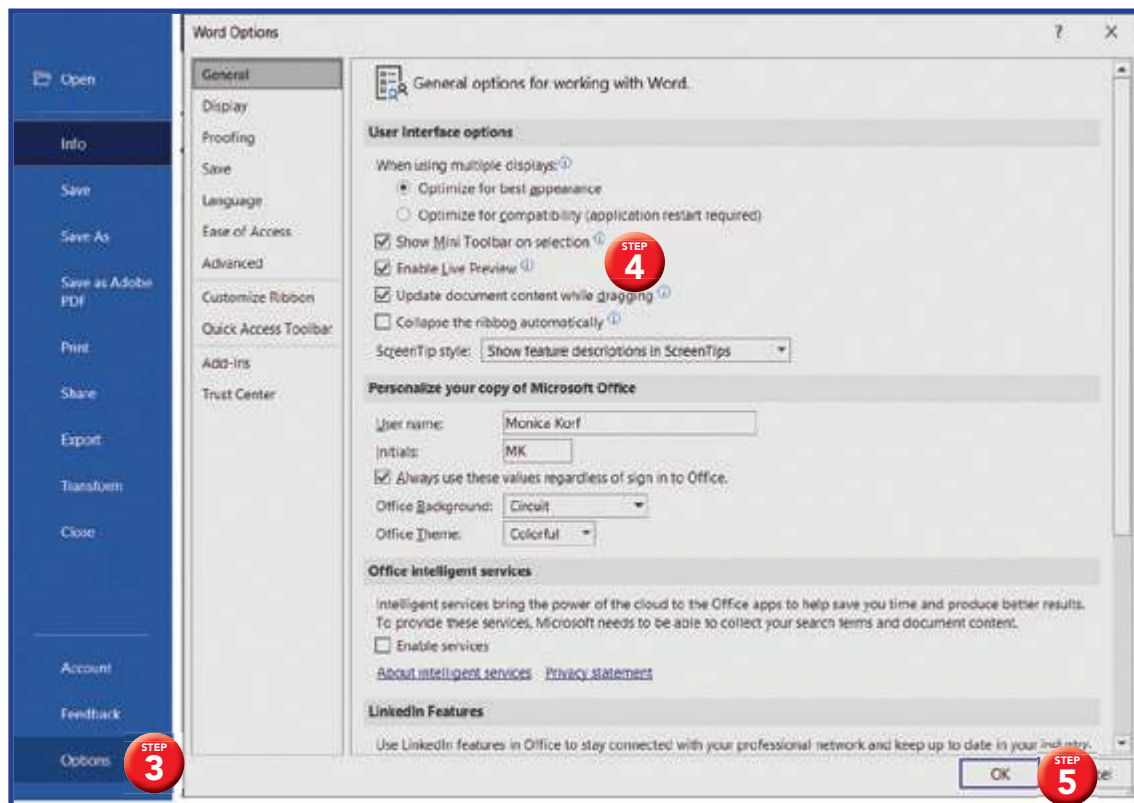 Open
Info
Save
Save As
Save as Adobe
PDF
Print
Share
Export
Transform
Close
Account
Feedback
Options
STEP
3
Word Options
?
General
Display
Proofing
Save
Language
Ease of Access
Advanced
Customize Ribbon
Quick Access Toolbar
Add-ins
Trust Center
General options for working with Word.
User Interface options
When using multiple displays:
Optimize for best appearance
Optimize for compatibility (application restart required)
Show Mini Toolbar on selection
STEP
4
Enable Live Preview
Update document content while dragging
Collapse the ribbon automatically
ScreenTip style: Show feature descriptions in ScreenTips
Personalize your copy of Microsoft Office
User name: Monica Korf
Initials: MK
Always use these values regardless of sign in to Office.
Office Background: Circuit
Office Theme: Colorful
Office intelligent services
Intelligent services bring the power of the cloud to the Office apps to help save you time and produce better results.
To provide these services, Microsoft needs to be able to collect your search terms and document content.
Enable services
About intelligent services Privacy statement
LinkedIn Features
Use LinkedIn features in Office to stay connected with your professional network and keep up to date in your industry.
OK
STEP
5